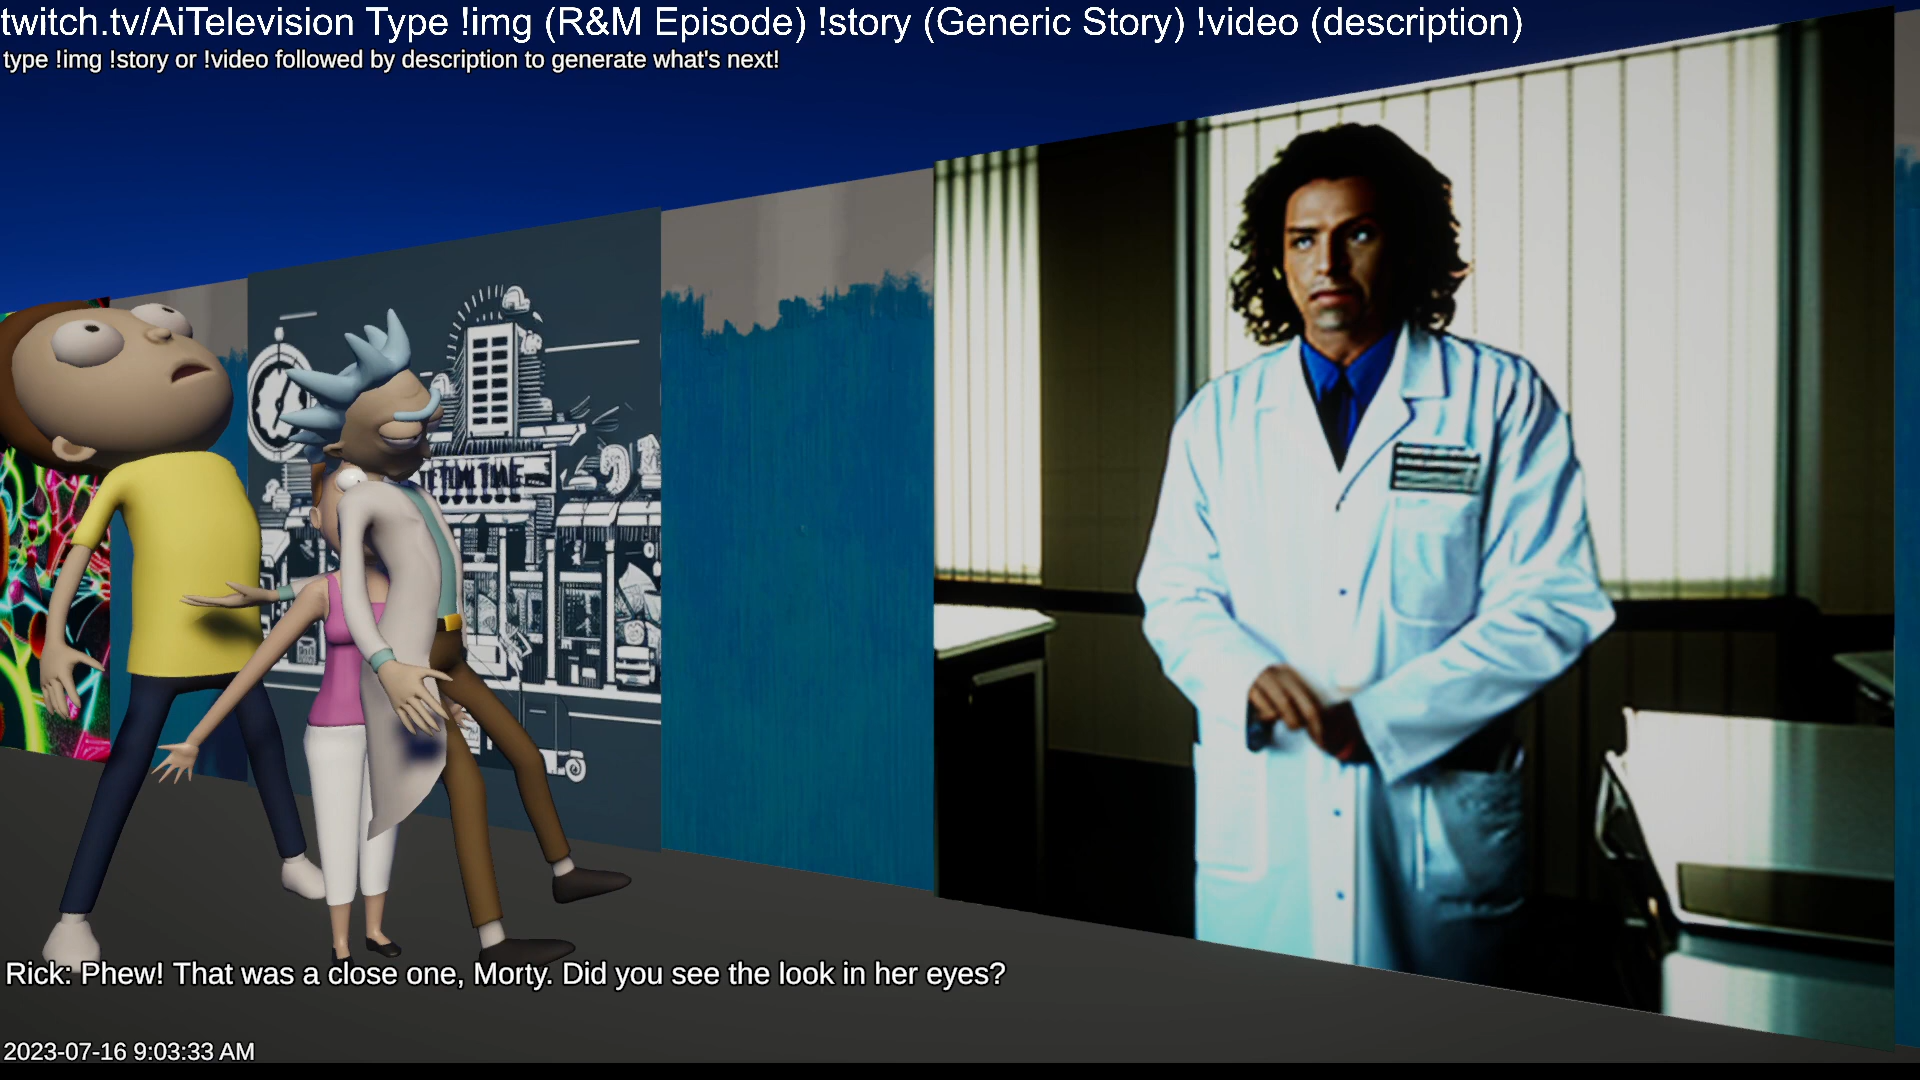 twitch.tv/AiTelevision Type !img (R&M Episode) !story (Generic Story) !video (description)
type !img !story or !video followed by description to generate what's next!
Rick: Phew! That was a close one, Morty. Did you see the look in her eyes?
2023-07-16 9:03:33 AM